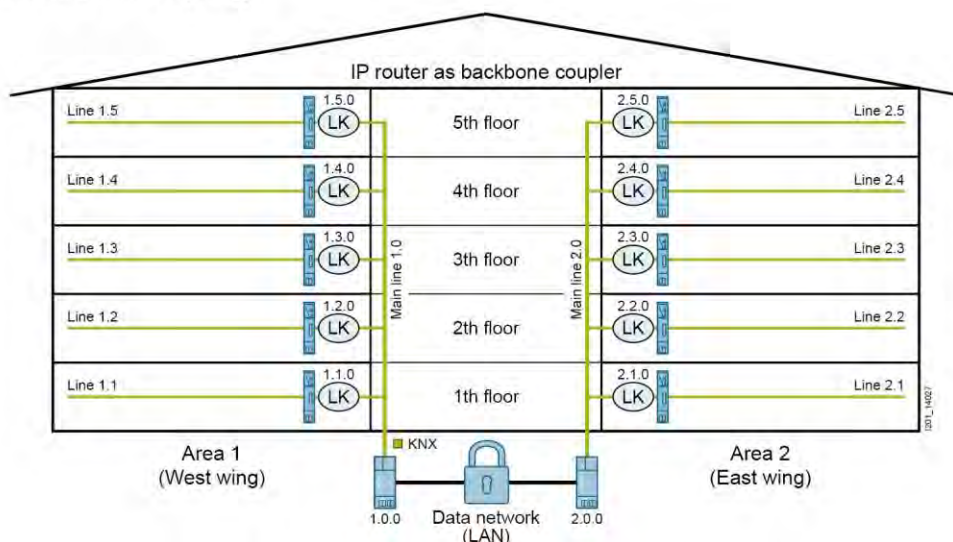 IP router as backbone coupler
Line 1.5
1.5.0
LK
5th floor
2.5.0
LK
Line 2.5
Line 1.4
1.4.0
LK
4th floor
2.4.0
LK
Line 2.4
Line 1.3
1.3.0
LK
Main line 1.0
3th floor
Main line 2.0
2.3.0
LK
Line 2.3
Line 1.2
1.2.0
LK
2th floor
2.2.0
LK
Line 2.2
Line 1.1
1.1.0
LK
1th floor
2.1.0
LK
Line 2.1
I201_14027
Area 1
(West wing)
KNX
Area 2
(East wing)
1.0.0
Data network
(LAN)
2.0.0